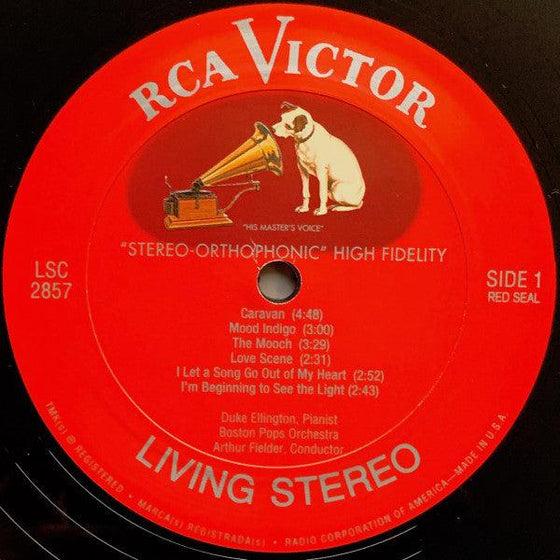 RCA VICTOR
"HIS MASTER'S VOICE"
"STEREO-ORTHOPHONIC" HIGH FIDELITY
LSC
2857
SIDE 1
RED SEAL
Caravan (4:48)
Mood Indigo (3:00)
The Mooch (3:29)
Love Scene (2:31)
I Let a Song Go Out of My Heart (2:52)
I'm Beginning to See the Light (2:43)
Duke Ellington, Pianist
Boston Pops Orchestra
Arthur Fielder, Conductor
LIVING STEREO
TMK(s) ® REGISTERED • MARCA(s) REGISTRADA(s) • RADIO CORPORATION OF AMERICA—MADE IN U.S.A.